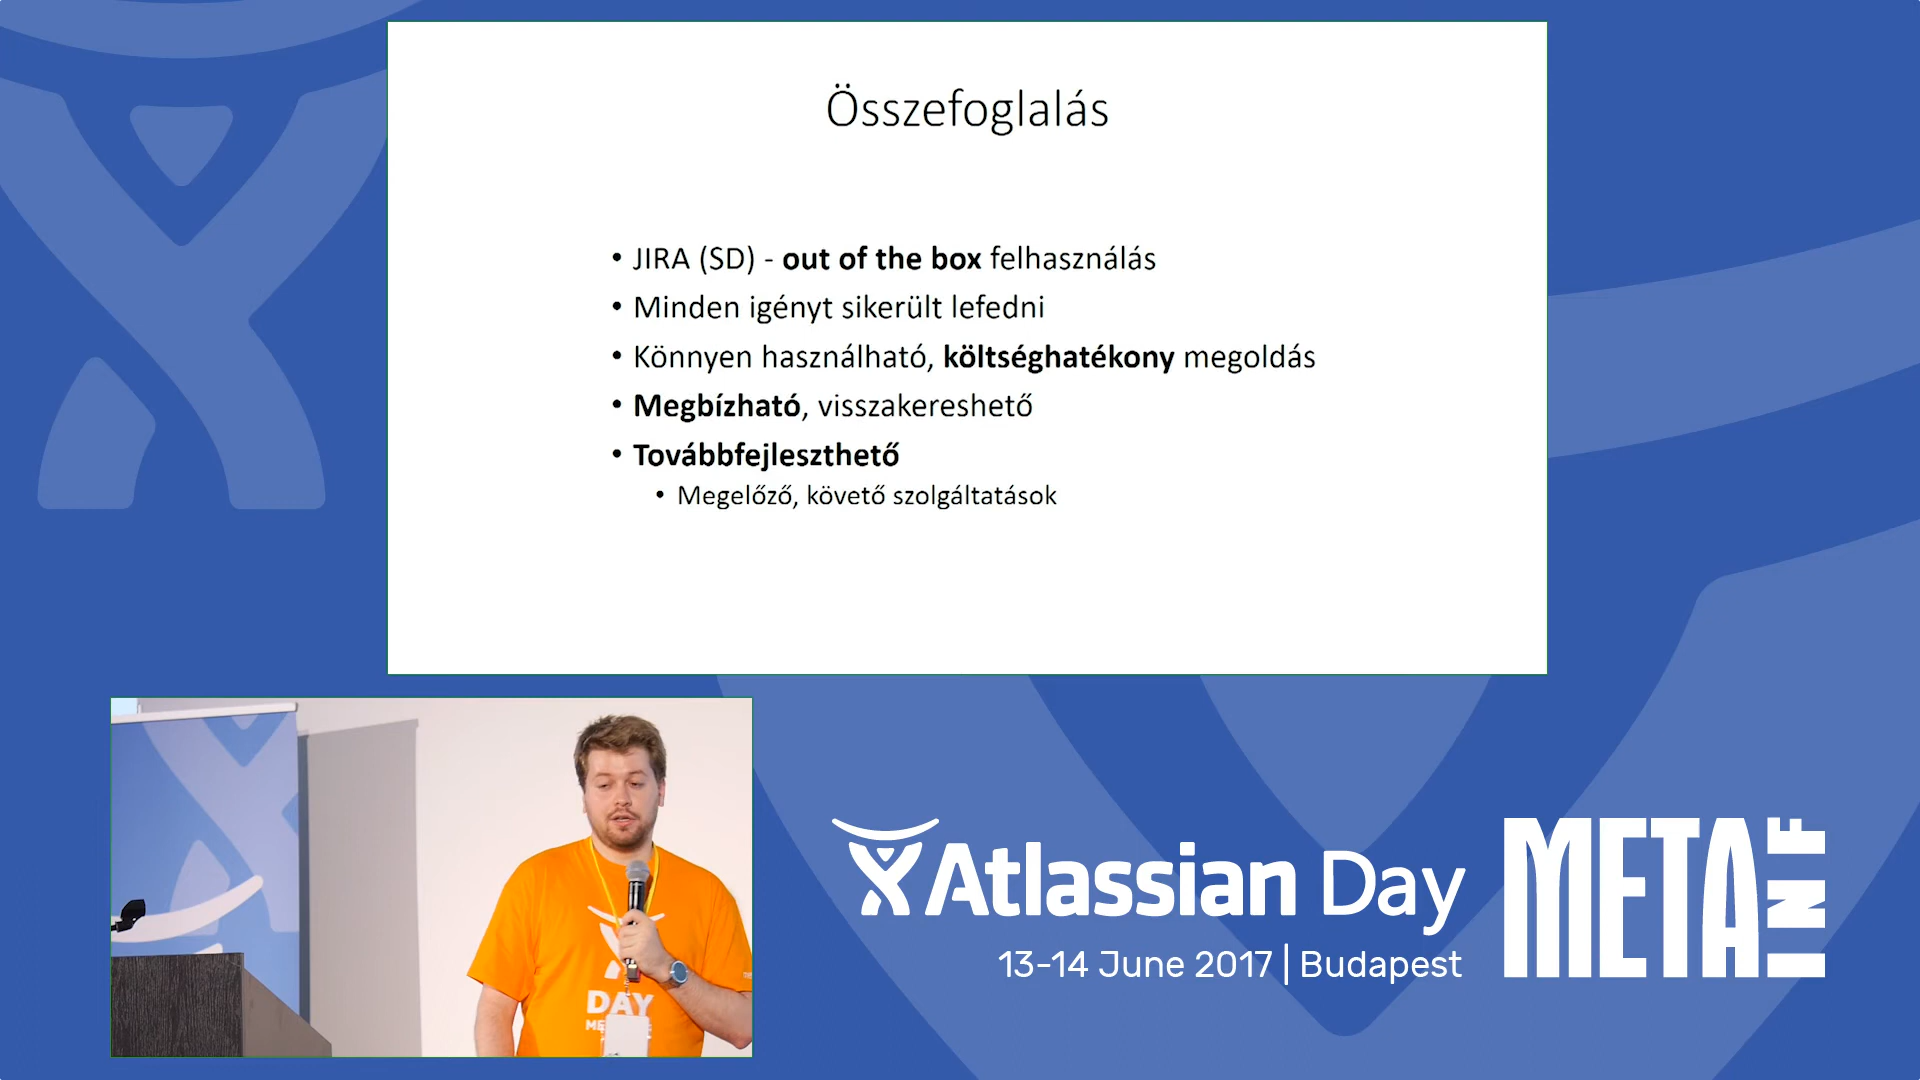 Összefoglalás
• JIRA (SD) - out of the box felhasználás
• Minden igényt sikerült lefedni
• Könnyen használható, költséghatékony megoldás
• Megbízható, visszakereshető
• Továbbfejleszthető
• Megelőző, követő szolgáltatások
DAY
Atlassian Day
13-14 June 2017 | Budapest
META
INF